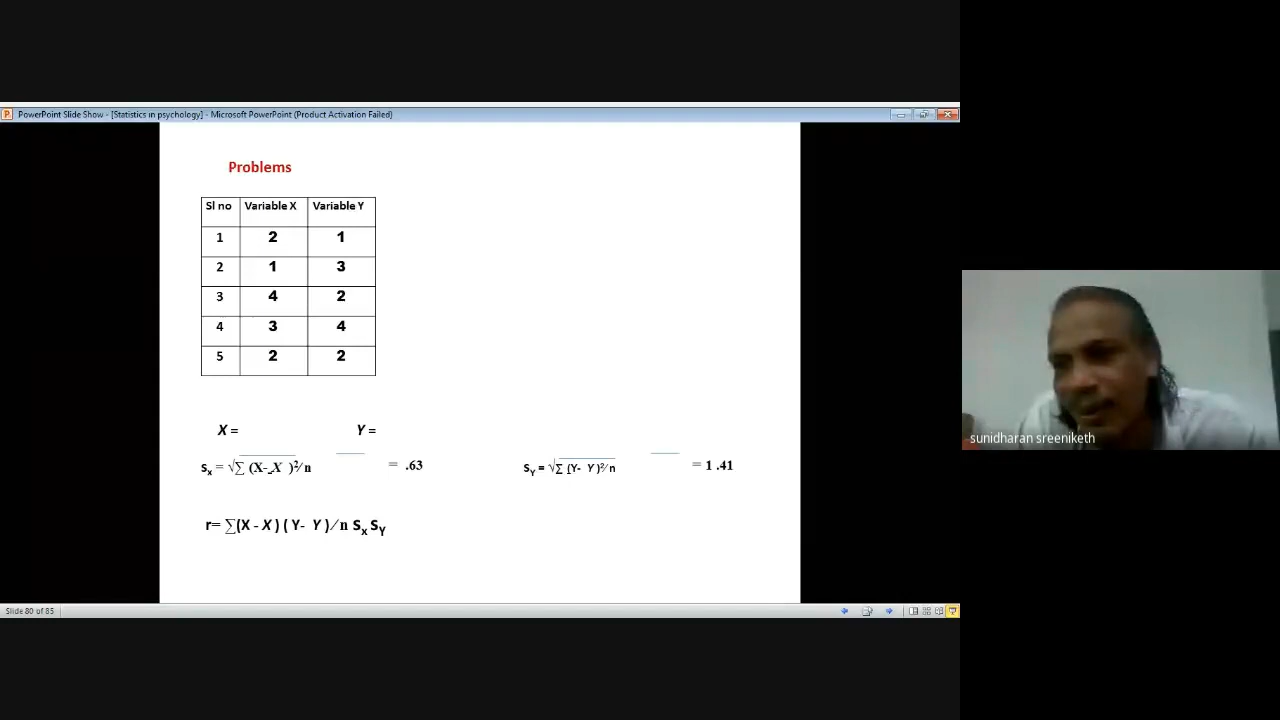 PowerPoint Slide Show - [Statistics in psychology] - Microsoft PowerPoint (Product Activation Failed)
Problems
Sl no Variable X Variable Y
1 2 1
2 1 3
3 4 2
4 3 4
5 2 2
X = Y =
Sx = √∑ (X- X )²/n = .63 SY = √∑ (Y- Y )²/n = 1 .41
r= ∑(X - X ) ( Y- Y ) ∕ n Sx SY
sunidharan sreeniketh
Slide 80 of 85